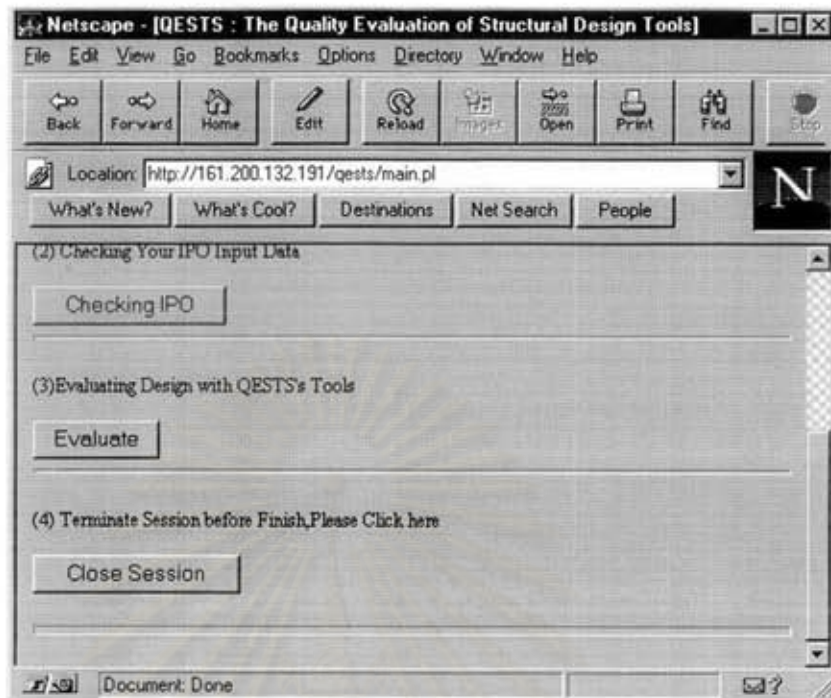 Netscape - [QESTS : The Quality Evaluation of Structural Design Tools]
File Edit View Go Bookmarks Options Directory Window Help
Back Forward Home Edit Reload Images Open Print Find Stop
Location: http://161.200.132.191/qests/main.pl
N
What's New? What's Cool? Destinations Net Search People
(2) Checking Your IPO Input Data
Checking IPO
(3)Evaluating Design with QESTS's Tools
Evaluate
(4) Terminate Session before Finish,Please Click here
Close Session
Document: Done
?